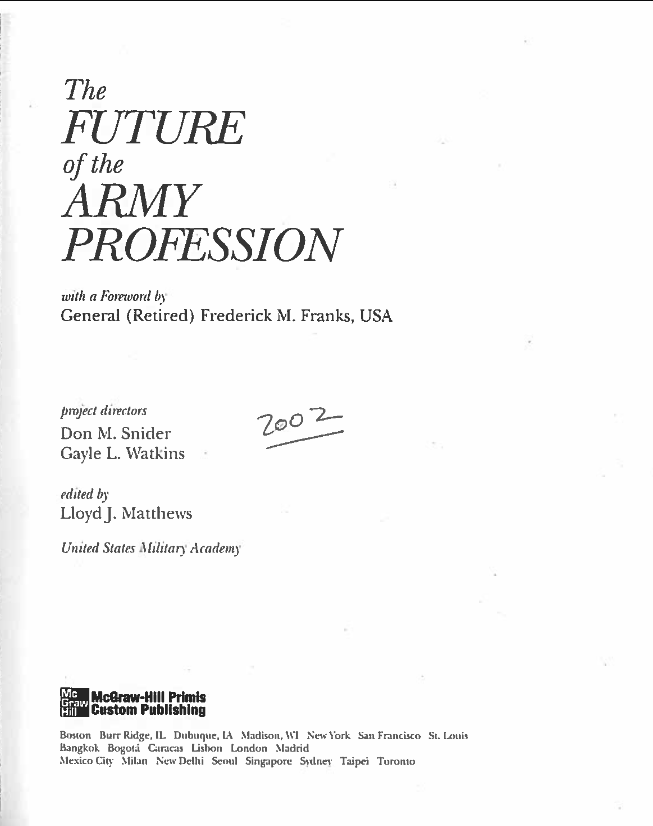 The
FUTURE
of the
ARMY
PROFESSION
with a Foreword by
General (Retired) Frederick M. Franks, USA
project directors
Don M. Snider
Gayle L. Watkins
2002
edited by
Lloyd J. Matthews
United States Military Academy
Mc
Graw
Hill
McGraw-Hill Primis
Custom Publishing
Boston Burr Ridge, IL Dubuque, IA Madison, WI New York San Francisco St. Louis
Bangkok Bogotá Caracas Lisbon London Madrid
Mexico City Milan New Delhi Seoul Singapore Sydney Taipei Toronto